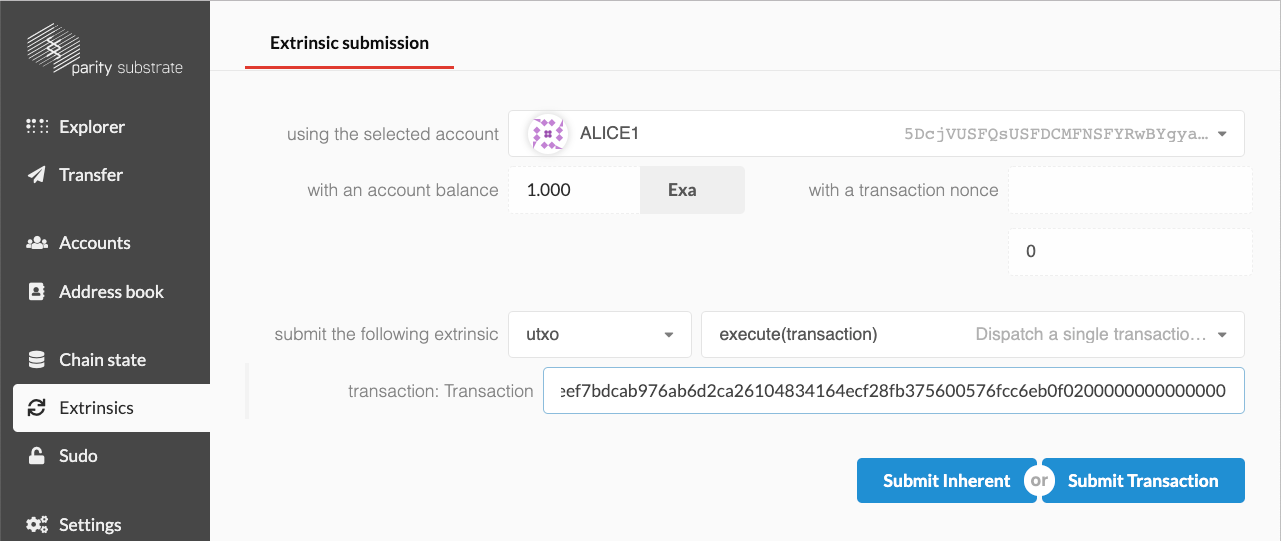 parity substrate
Extrinsic submission
Explorer
Transfer
Accounts
Address book
Chain state
Extrinsics
Sudo
Settings
using the selected account ALICE1 5DcjVUSFQsUSFDCMFNSFYRwBYgya...
with an account balance 1.000 Exa with a transaction nonce
0
submit the following extrinsic utxo execute(transaction) Dispatch a single transactio...
transaction: Transaction eef7bdcab976ab6d2ca26104834164ecf28fb375600576fcc6eb0f0200000000000000
Submit Inherent or Submit Transaction